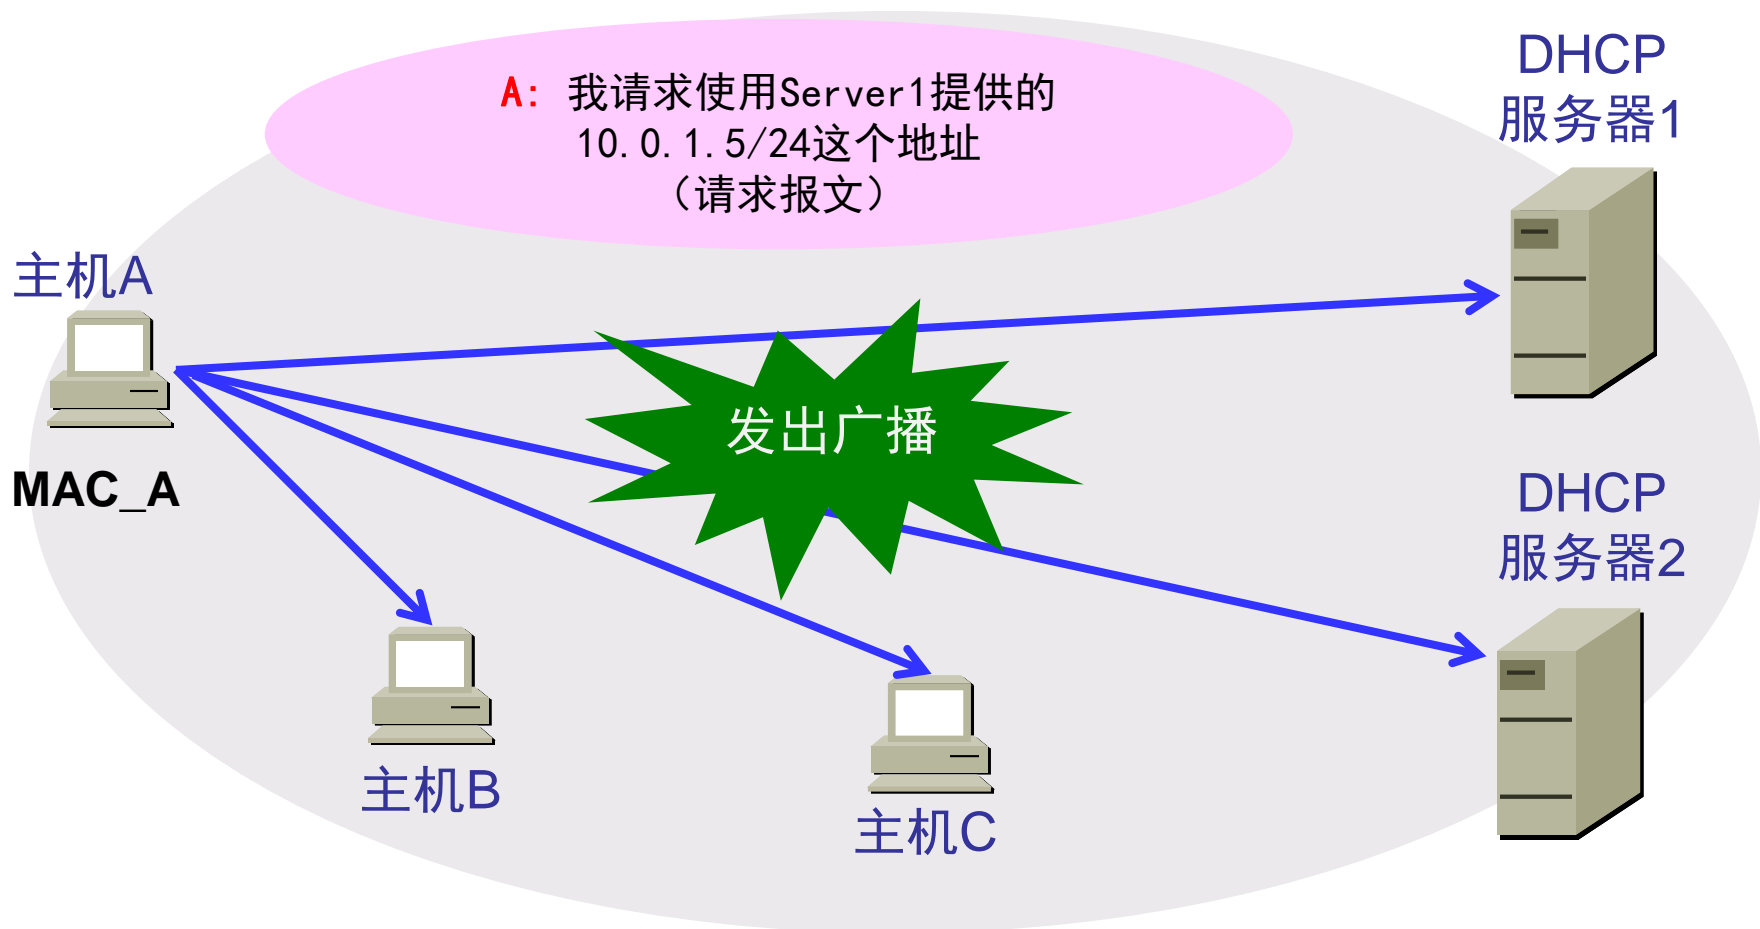 A: 我请求使用Server1提供的
10.0.1.5/24这个地址
（请求报文）
DHCP
服务器1
主机A
MAC_A
发出广播
DHCP
服务器2
主机B
主机C